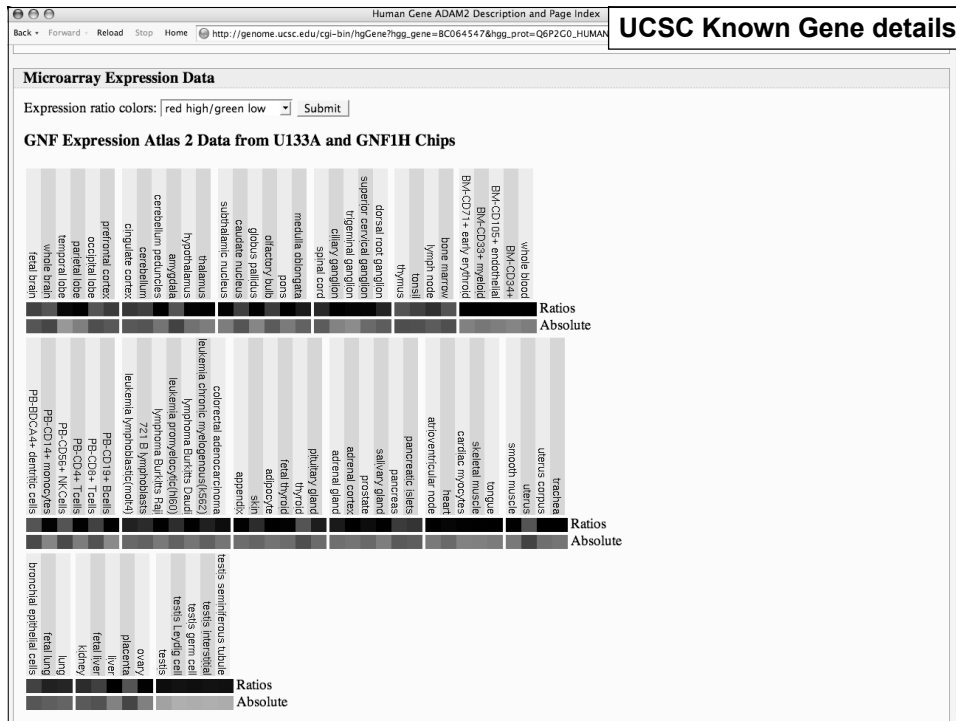 Human Gene ADAM2 Description and Page Index
UCSC Known Gene details
Back Forward Reload Stop Home http://genome.ucsc.edu/cgi-bin/hgGene?hgg_gene=BC064547&hgg_prot=Q6P2G0_HUMAN
Microarray Expression Data
Expression ratio colors: red high/green low Submit
GNF Expression Atlas 2 Data from U133A and GNF1H Chips
fetal brain
whole brain
temporal lobe
parietal lobe
occipital lobe
prefrontal cortex
cingulate cortex
cerebellum
cerebellum peduncles
amygdala
hypothalamus
thalamus
subthalamic nucleus
caudate nucleus
globus pallidus
olfactory bulb
pons
medulla oblongata
spinal cord
ciliary ganglion
trigeminal ganglion
superior cervical ganglion
dorsal root ganglion
thymus
tonsil
lymph node
bone marrow
BM-CD71+ early erythroid
BM-CD33+ myeloid
BM-CD105+ endothelial
BM-CD34+
whole blood
Ratios
Absolute
PB-BDCA4+ dentritic cells
PB-CD14+ monocytes
PB-CD56+ NKCells
PB-CD4+ Tcells
PB-CD8+ Tcells
PB-CD19+ Bcells
leukemia lymphoblastic(molt4)
721 B lymphoblasts
lymphoma Burkitts Raji
leukemia promyelocytic(hl60)
lymphoma Burkitts Daudi
leukemia chronic myelogenous(k562)
colorectal adenocarcinoma
appendix
skin
adipocyte
fetal thyroid
thyroid
pituitary gland
adrenal gland
adrenal cortex
prostate
salivary gland
pancreas
pancreatic islets
atrioventricular node
heart
cardiac myocytes
skeletal muscle
tongue
smooth muscle
uterus
uterus corpus
trachea
Ratios
Absolute
bronchial epithelial cells
fetal lung
lung
kidney
fetal liver
liver
placenta
ovary
testis
testis Leydig cell
testis germ cell
testis interstitial
testis seminiferous tubule
Ratios
Absolute